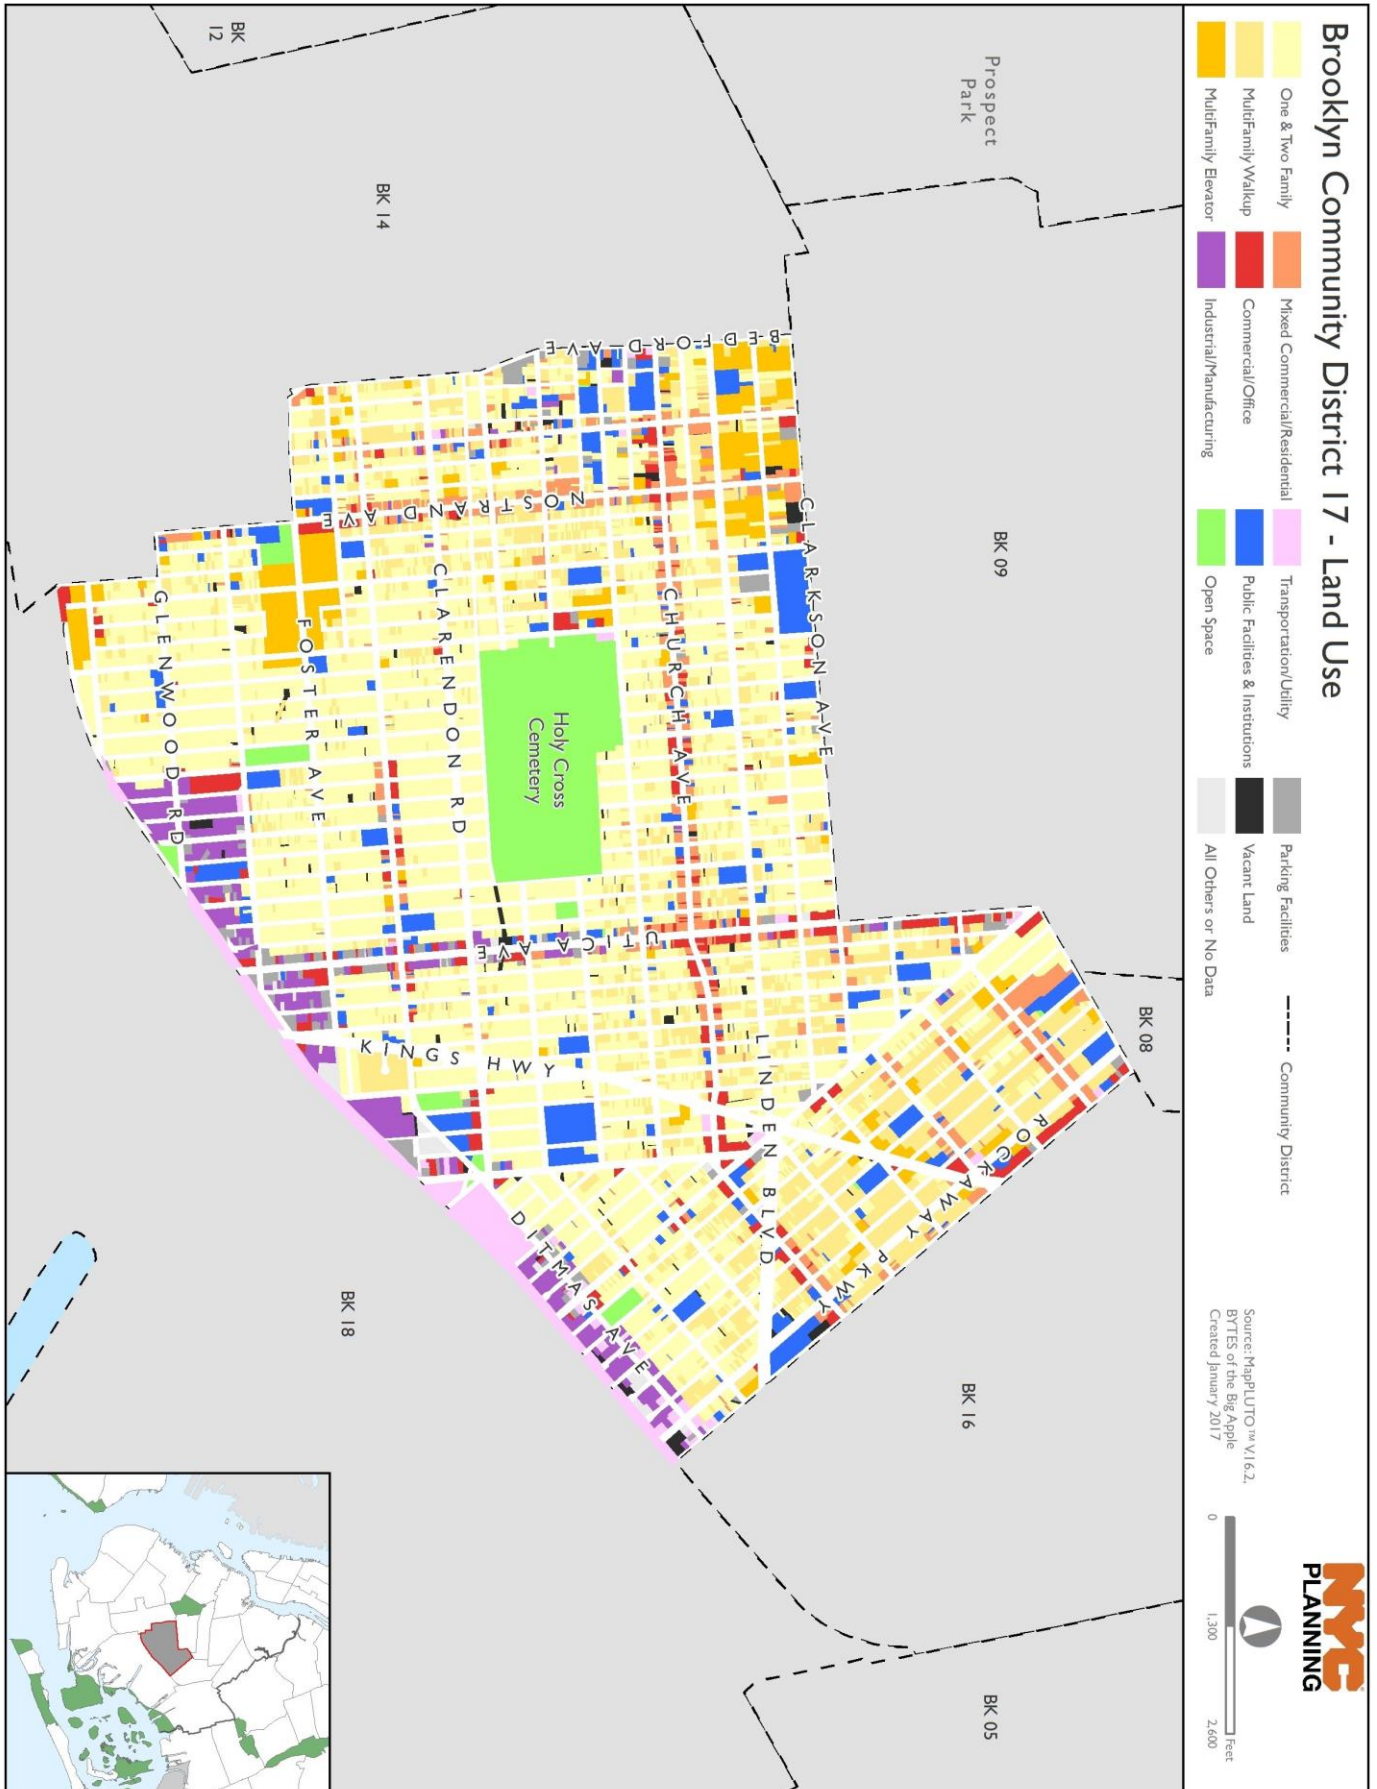 Brooklyn Community District 17 - Land Use
One & Two Family
MultiFamily Walkup
MultiFamily Elevator
Mixed Commercial/Residential
Commercial/Office
Industrial/Manufacturing
Transportation/Utility
Public Facilities & Institutions
Open Space
Parking Facilities
Vacant Land
All Others or No Data
Community District
Source: MapPLUTO™ V.16.2,
BYTES of the Big Apple
Created January 2017
NYC
PLANNING
0
1,300
2,600
Feet
Prospect
Park
BK 09
BK 08
BK 16
BK 05
BK 14
BK
12
BK 18
CLARKSON AVE
BEDFORD AVE
NOSTRAND AVE
CHURCH AVE
Holy Cross
Cemetery
CLARENDON RD
FOSTER AVE
GLENWOOD RD
UTICA AVE
KINGS HWY
LINDEN BLVD
ROCKAWAY PKWY
DITMAS AVE